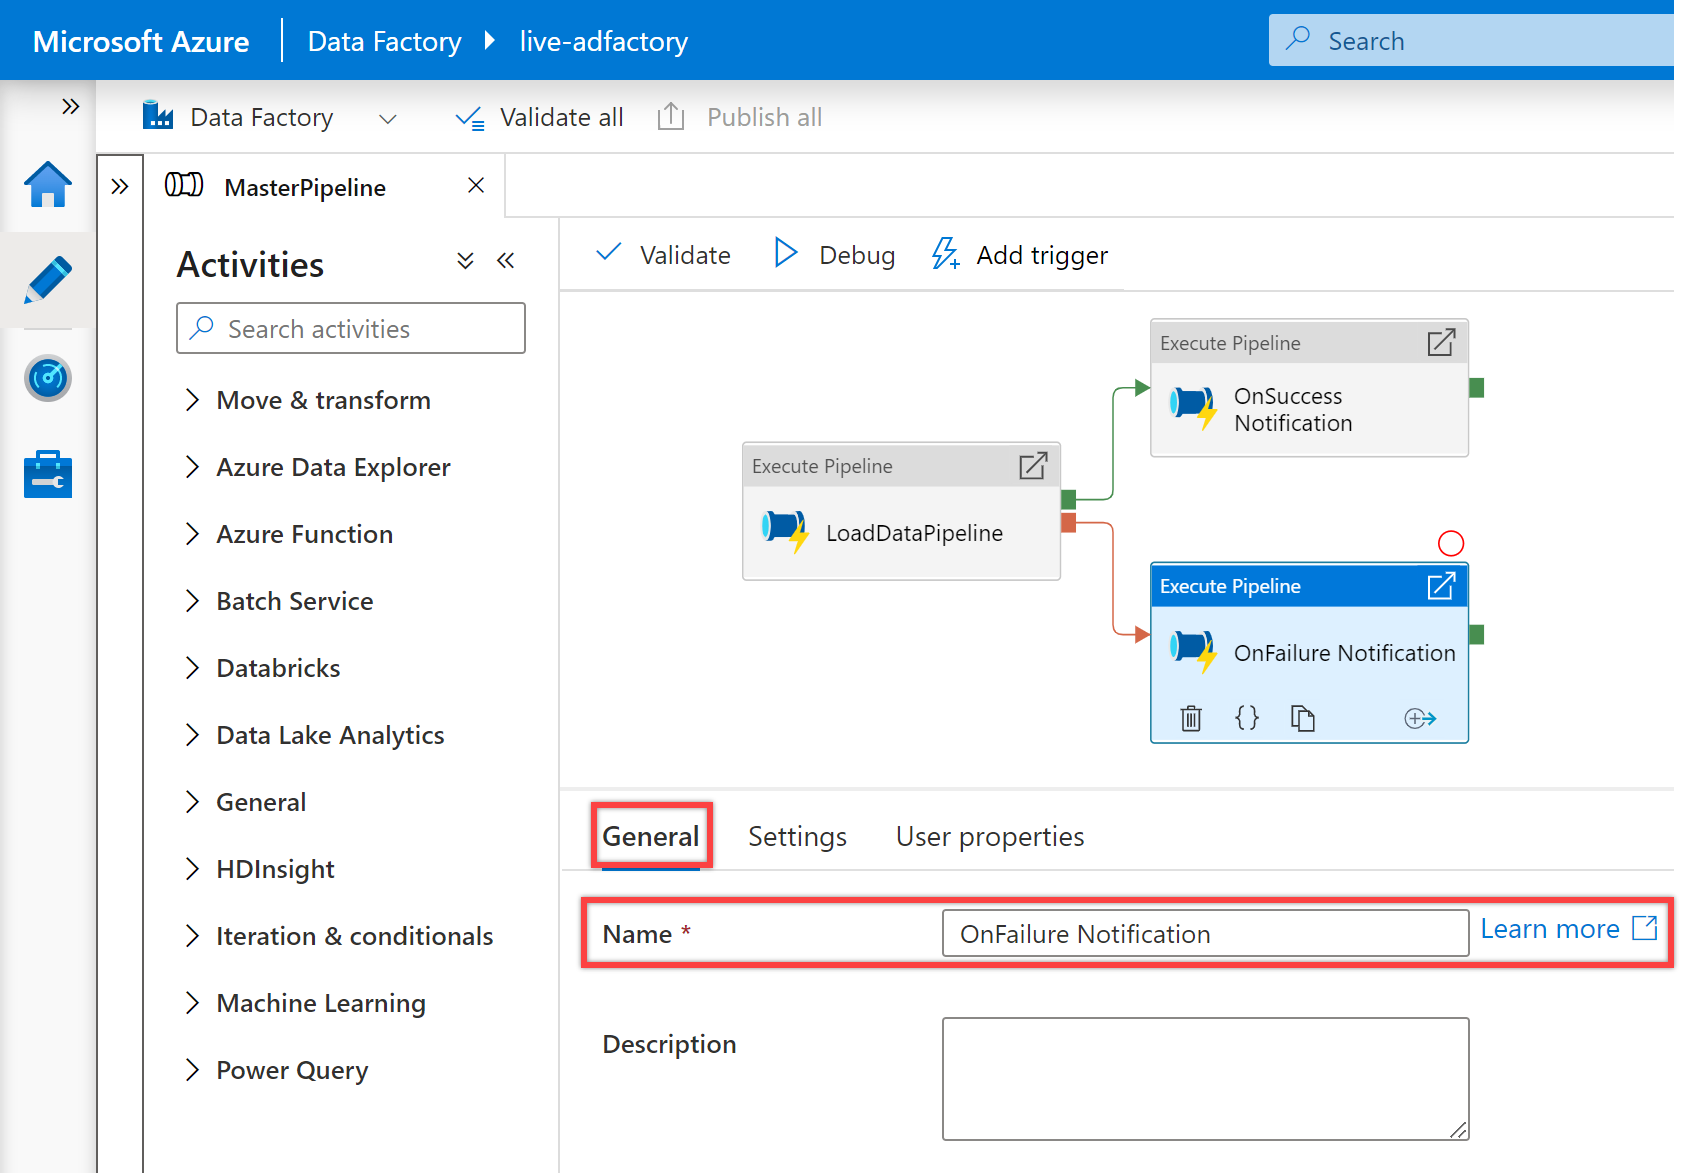 Microsoft Azure
Data Factory
live-adfactory
Search
Data Factory
Validate all
Publish all
MasterPipeline
Activities
Search activities
Move & transform
Azure Data Explorer
Azure Function
Batch Service
Databricks
Data Lake Analytics
General
HDInsight
Iteration & conditionals
Machine Learning
Power Query
Validate
Debug
Add trigger
Execute Pipeline
LoadDataPipeline
Execute Pipeline
OnSuccess
Notification
Execute Pipeline
OnFailure Notification
General
Settings
User properties
Name *
OnFailure Notification
Learn more
Description